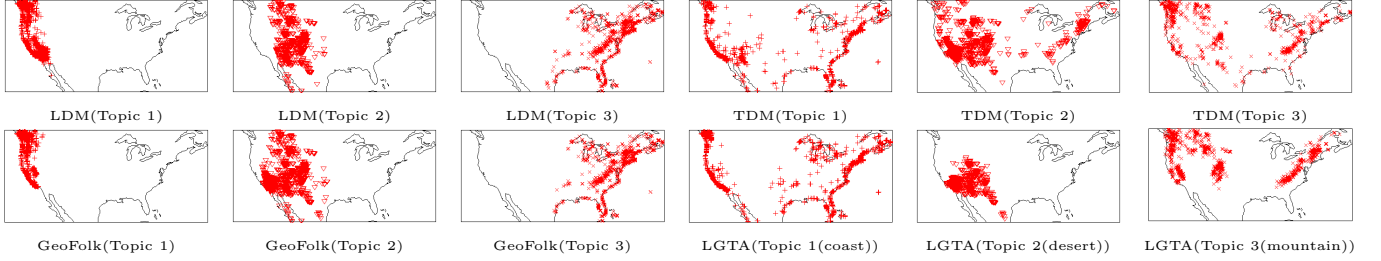 LDM(Topic 1)
LDM(Topic 2)
LDM(Topic 3)
TDM(Topic 1)
TDM(Topic 2)
TDM(Topic 3)
GeoFolk(Topic 1)
GeoFolk(Topic 2)
GeoFolk(Topic 3)
LGTA(Topic 1(coast))
LGTA(Topic 2(desert))
LGTA(Topic 3(mountain))